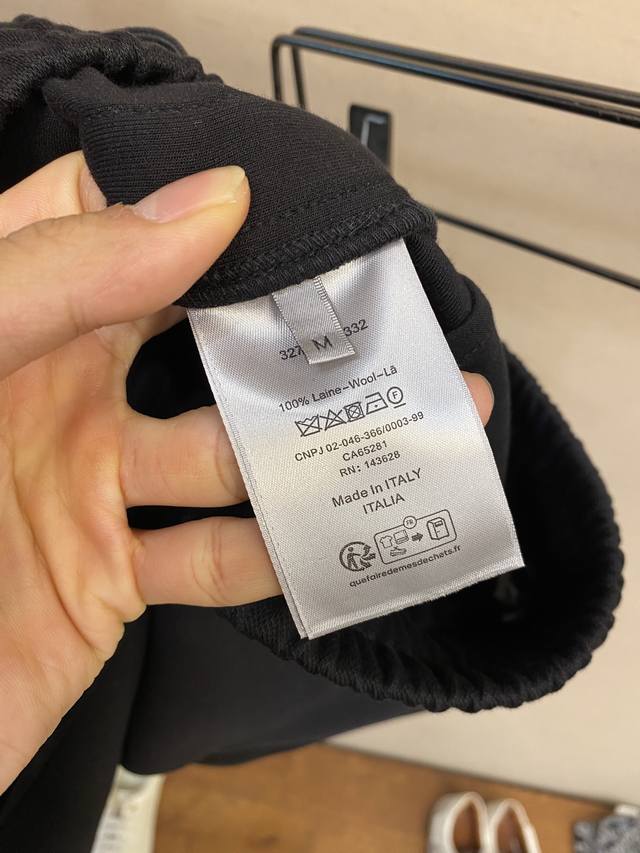 M
327 332
100% Laine-Wool-Lã
F
CNPJ 02-046-366/0003-99
CA65281
RN: 143628
Made In ITALY
ITALIA
FR
quefairedemesdechets.fr